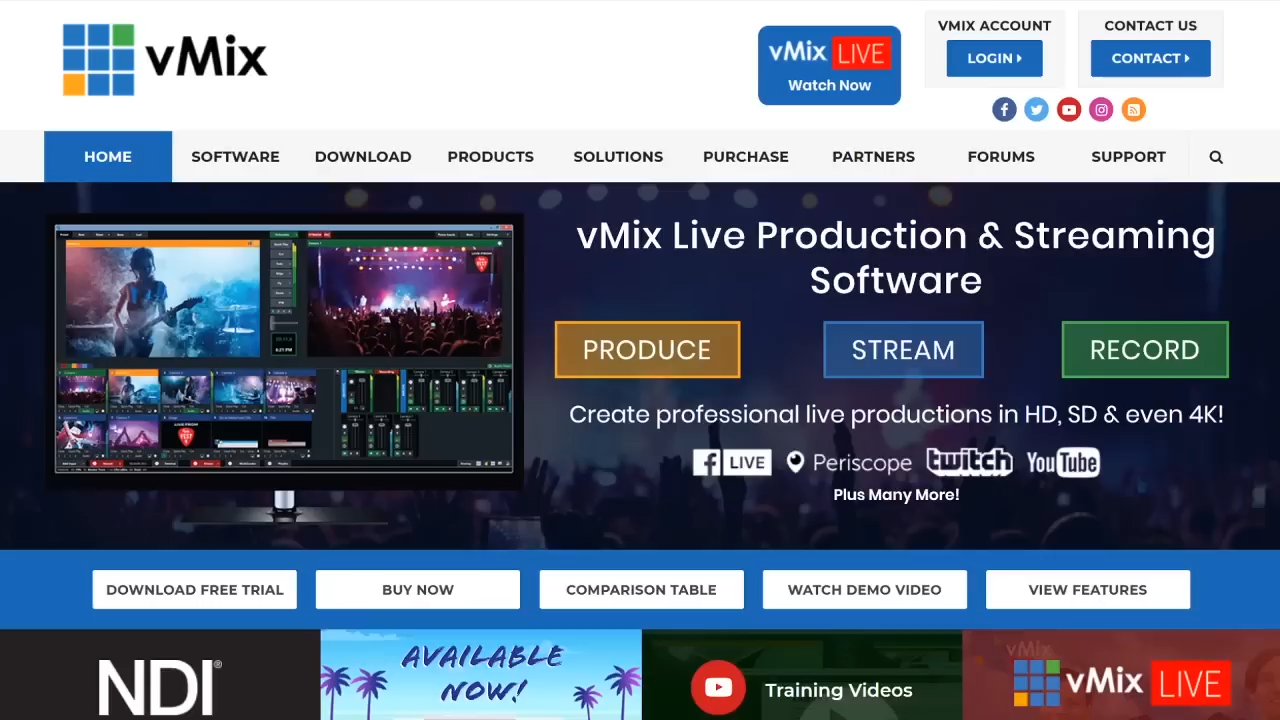 vMix
vMix LIVE
Watch Now
VMIX ACCOUNT
LOGIN
CONTACT US
CONTACT
HOME
SOFTWARE
DOWNLOAD
PRODUCTS
SOLUTIONS
PURCHASE
PARTNERS
FORUMS
SUPPORT
vMix Live Production & Streaming
Software
PRODUCE
STREAM
RECORD
Create professional live productions in HD, SD & even 4K!
LIVE
Periscope
twitch
YouTube
Plus Many More!
DOWNLOAD FREE TRIAL
BUY NOW
COMPARISON TABLE
WATCH DEMO VIDEO
VIEW FEATURES
NDI®
AVAILABLE
NOW!
Training Videos
vMix
vMix LIVE